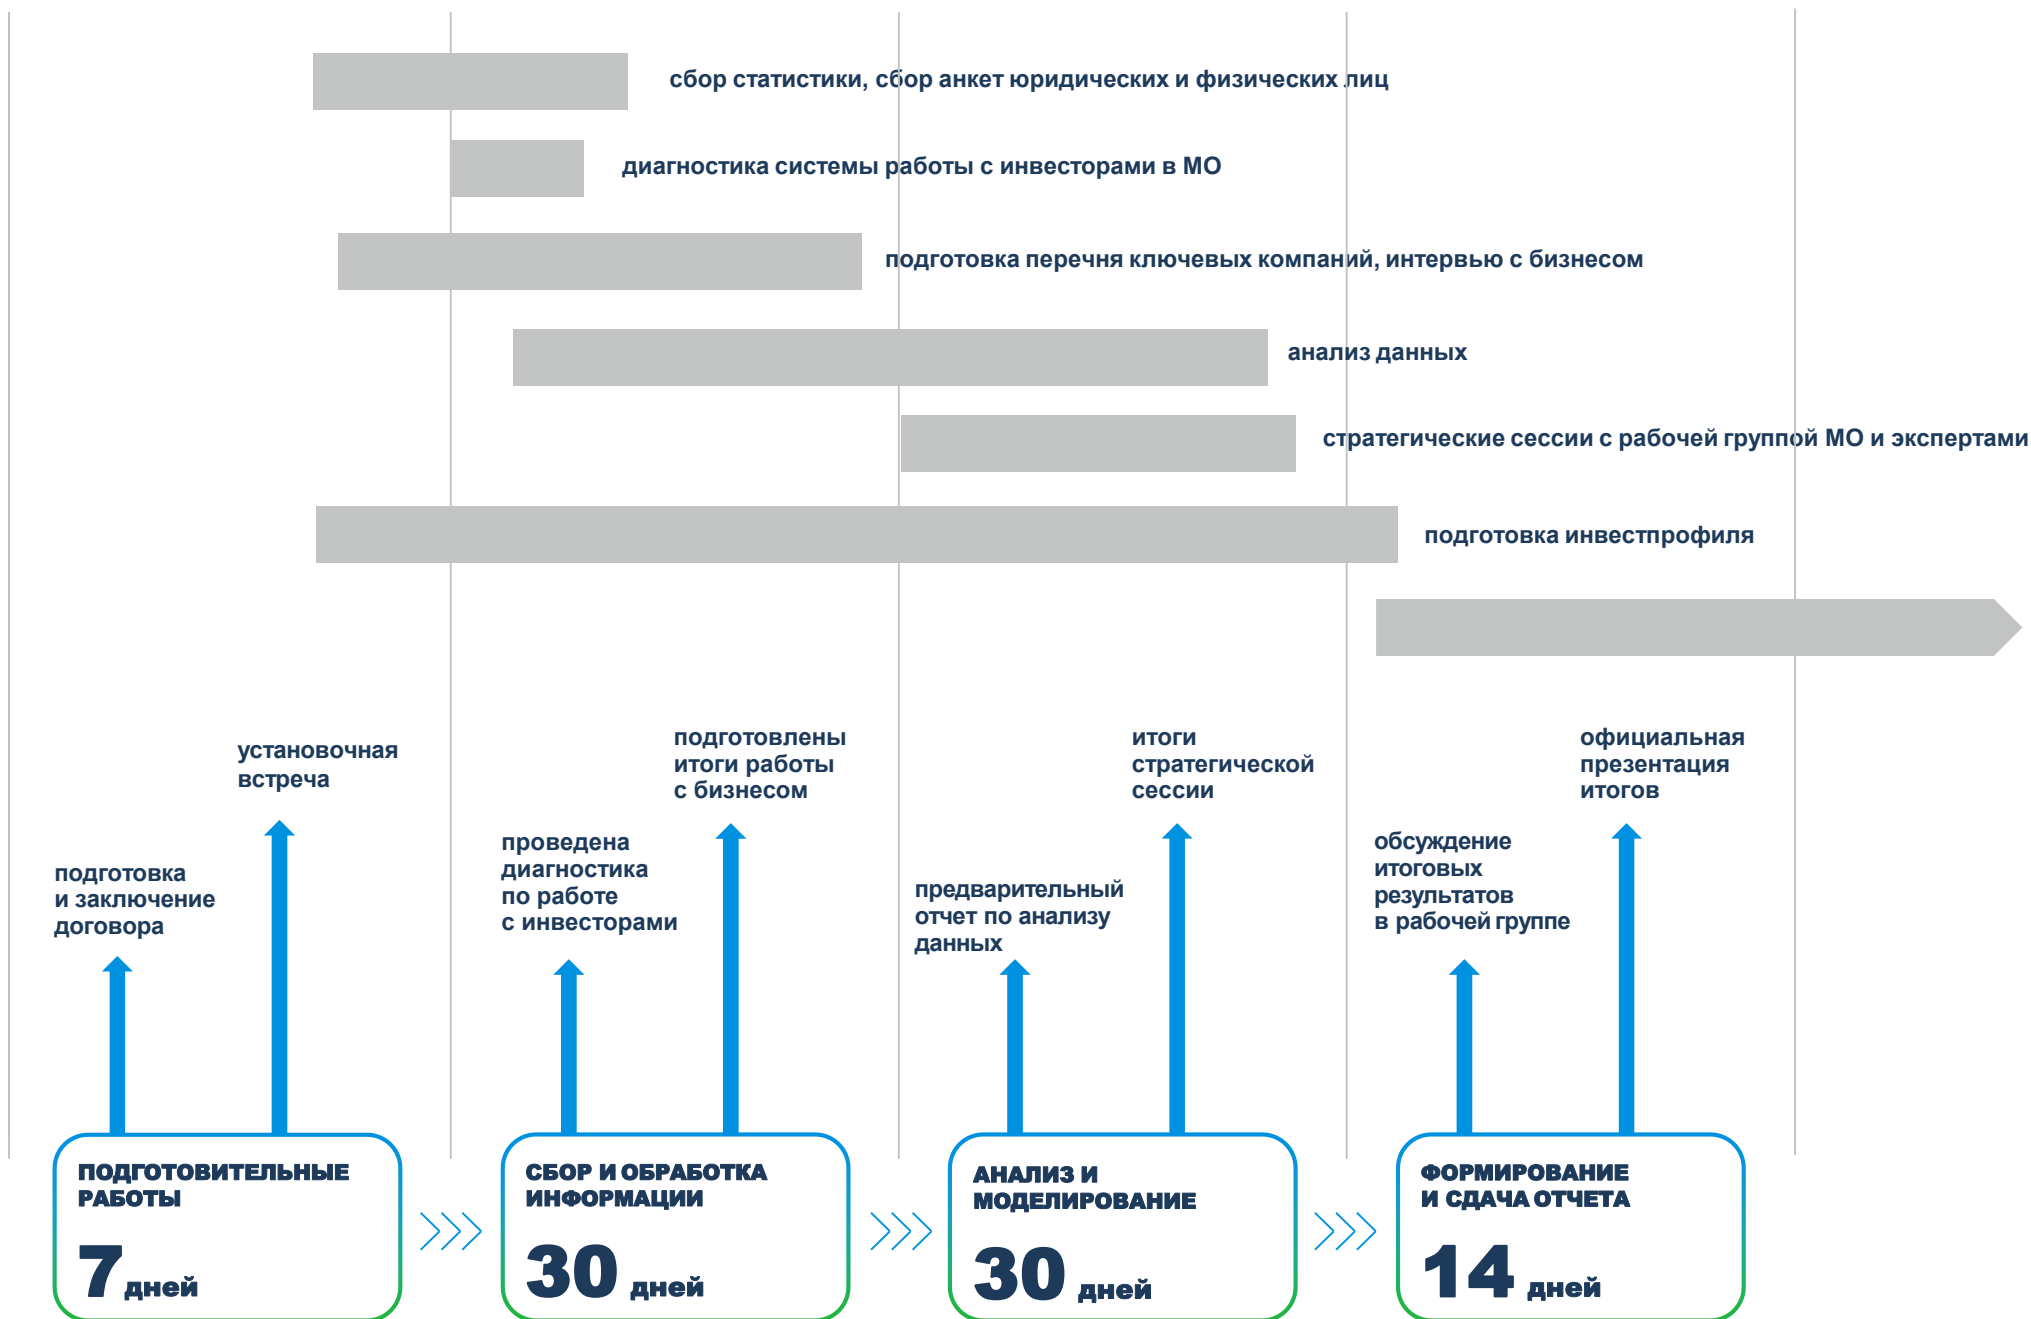 сбор статистики, сбор анкет юридических и физических лиц
диагностика системы работы с инвесторами в МО
подготовка перечня ключевых компаний, интервью с бизнесом
анализ данных
стратегические сессии с рабочей группой МО и экспертами
подготовка инвестпрофиля
подготовка
и заключение
договора
установочная
встреча
проведена
диагностика
по работе
с инвесторами
подготовлены
итоги работы
с бизнесом
предварительный
отчет по анализу
данных
итоги
стратегической
сессии
обсуждение
итоговых
результатов
в рабочей группе
официальная
презентация
итогов
ПОДГОТОВИТЕЛЬНЫЕ
РАБОТЫ
7 дней
СБОР И ОБРАБОТКА
ИНФОРМАЦИИ
30 дней
АНАЛИЗ И
МОДЕЛИРОВАНИЕ
30 дней
ФОРМИРОВАНИЕ
И СДАЧА ОТЧЕТА
14 дней